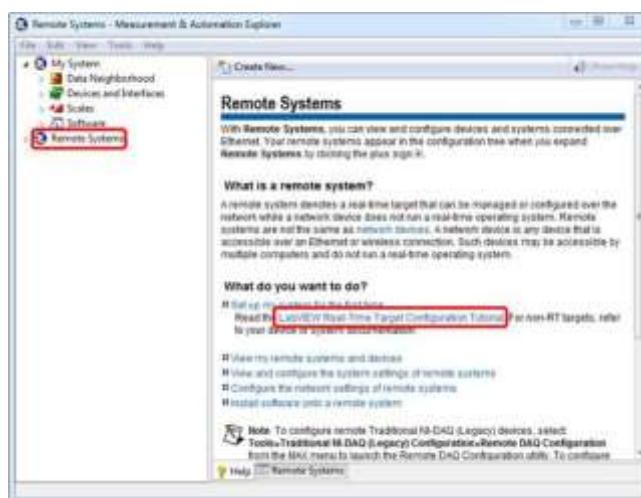 Remote Systems - Measurement & Automation Explorer
File Edit View Tools Help
My System
Data Neighborhood
Devices and Interfaces
Scales
Software
Remote Systems
Create New...
Remote Systems
With Remote Systems, you can view and configure devices and systems connected over
Ethernet. Your remote systems appear in the configuration tree when you expand
Remote Systems by clicking the plus sign
What is a remote system?
A remote system denotes a real-time target that can be managed or configured over the
network while a network device does not run a real-time operating system. Remote
systems are not the same as network devices. A network device is any device that is
accessible over an Ethernet or wireless connection. Such devices may be accessible by
multiple computers and do not run a real-time operating system.
What do you want to do?
Set up my system for the first time
Read the LabVIEW Real-Time Target Configuration Tutorial. For non-RT targets, refer
to your device or system documentation.
View my remote systems and devices
View and configure the system settings of remote systems
Configure the network settings of remote systems
Install software onto a remote system
Note To configure remote Traditional NI-DAQ (Legacy) devices, select
Tools»Traditional NI-DAQ (Legacy) Configuration»Remote DAQ Configuration
from the MAX menu to launch the Remote DAQ Configuration utility. To configure
Help Remote Systems